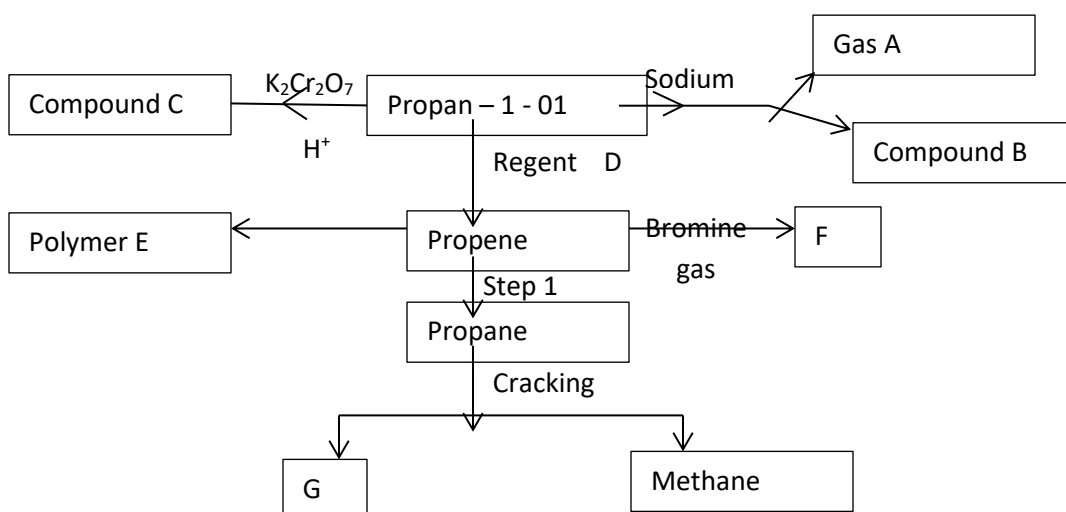 Gas A
K₂Cr₂O₇
Sodium
Compound C
Propan – 1 - 01
H⁺
Compound B
Regent D
Polymer E
Propene
Bromine
gas
F
Step 1
Propane
Cracking
G
Methane